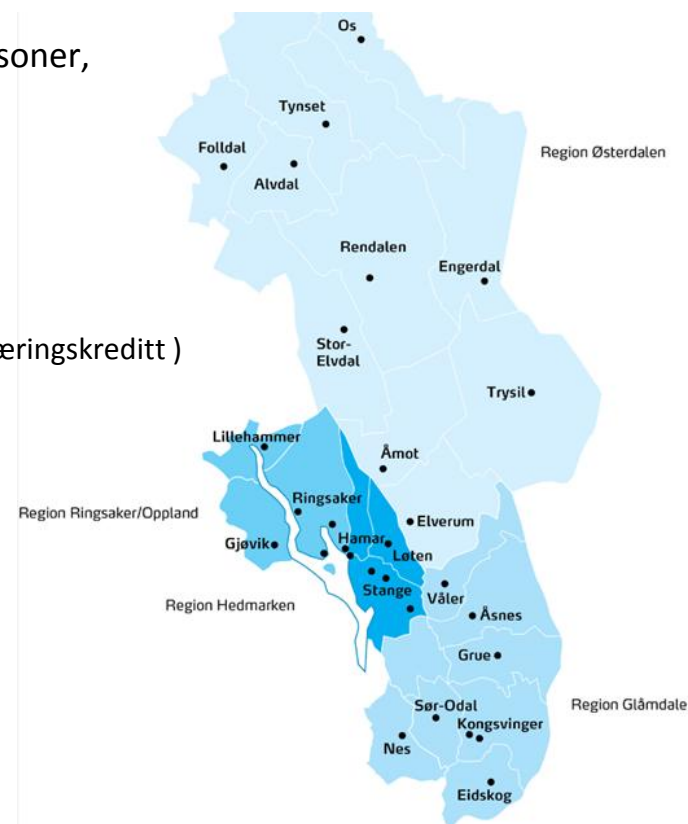 Os
soner,
Tynset
Folldal
Alvdal
Region Østerdalen
Rendalen
Engerdal
Stor-
Elvdal
æringskreditt )
Trysil
Lillehammer
Åmot
Ringsaker
Region Ringsaker/Oppland
Elverum
Hamar
Gjøvik
Løten
Stange
Våler
Region Hedmarken
Åsnes
Grue
Sør-Odal
Region Glåmdale
Kongsvinger
Nes
Eidskog